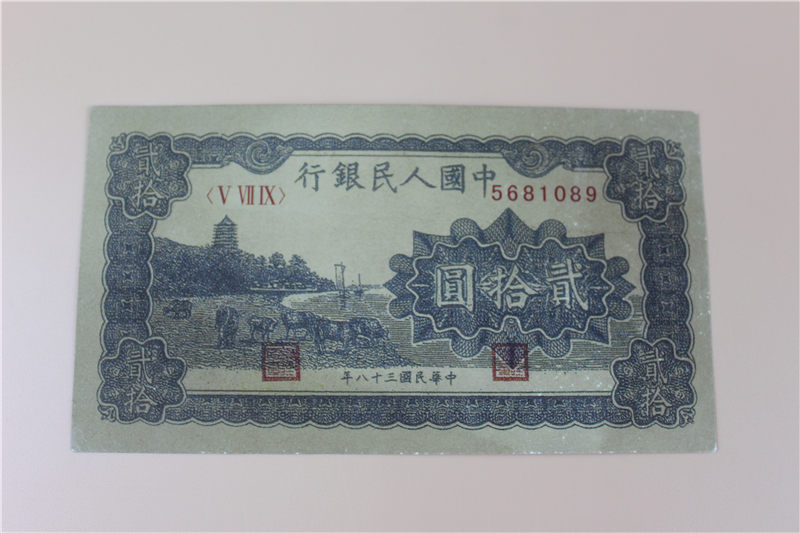 中國人民銀行
〈V VII IX〉
5681089
貳拾圓
中華民國三十八年
貳拾
貳拾
貳拾
貳拾